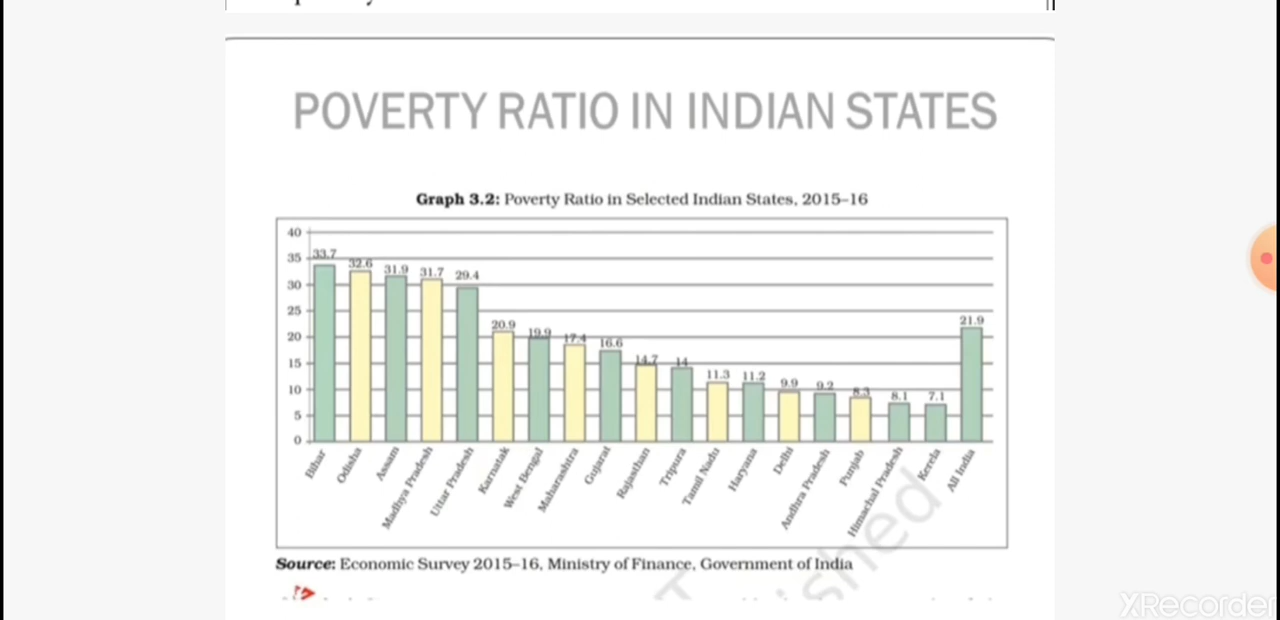 POVERTY RATIO IN INDIAN STATES
Graph 3.2: Poverty Ratio in Selected Indian States, 2015–16
40
35
30
25
20
15
10
5
0
33.7
32.6
31.9
31.7
29.4
20.9
19.9
17.4
16.6
14.7
14
11.3
11.2
9.9
9.2
8.3
8.1
7.1
21.9
Bihar
Odisha
Assam
Madhya Pradesh
Uttar Pradesh
Karnatak
West Bengal
Maharashtra
Gujarat
Rajasthan
Tripura
Tamil Nadu
Haryana
Delhi
Andhra Pradesh
Punjab
Himachal Pradesh
Kerela
All India
Source: Economic Survey 2015–16, Ministry of Finance, Government of India
XRecorder